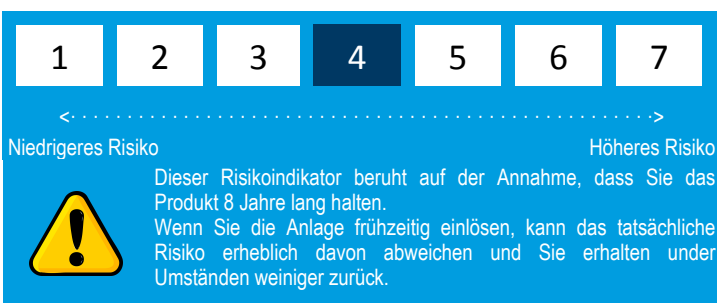 1 2 3 4 5 6 7
<· · · · · · · · · · · · · · · · · · · · · · · · · · · · · · · · · · · · · · · · · · · · · · · · · · · ·>
Niedrigeres Risiko Höheres Risiko
Dieser Risikoindikator beruht auf der Annahme, dass Sie das
Produkt 8 Jahre lang halten.
Wenn Sie die Anlage frühzeitig einlösen, kann das tatsächliche
Risiko erheblich davon abweichen und Sie erhalten under
Umständen weiniger zurück.